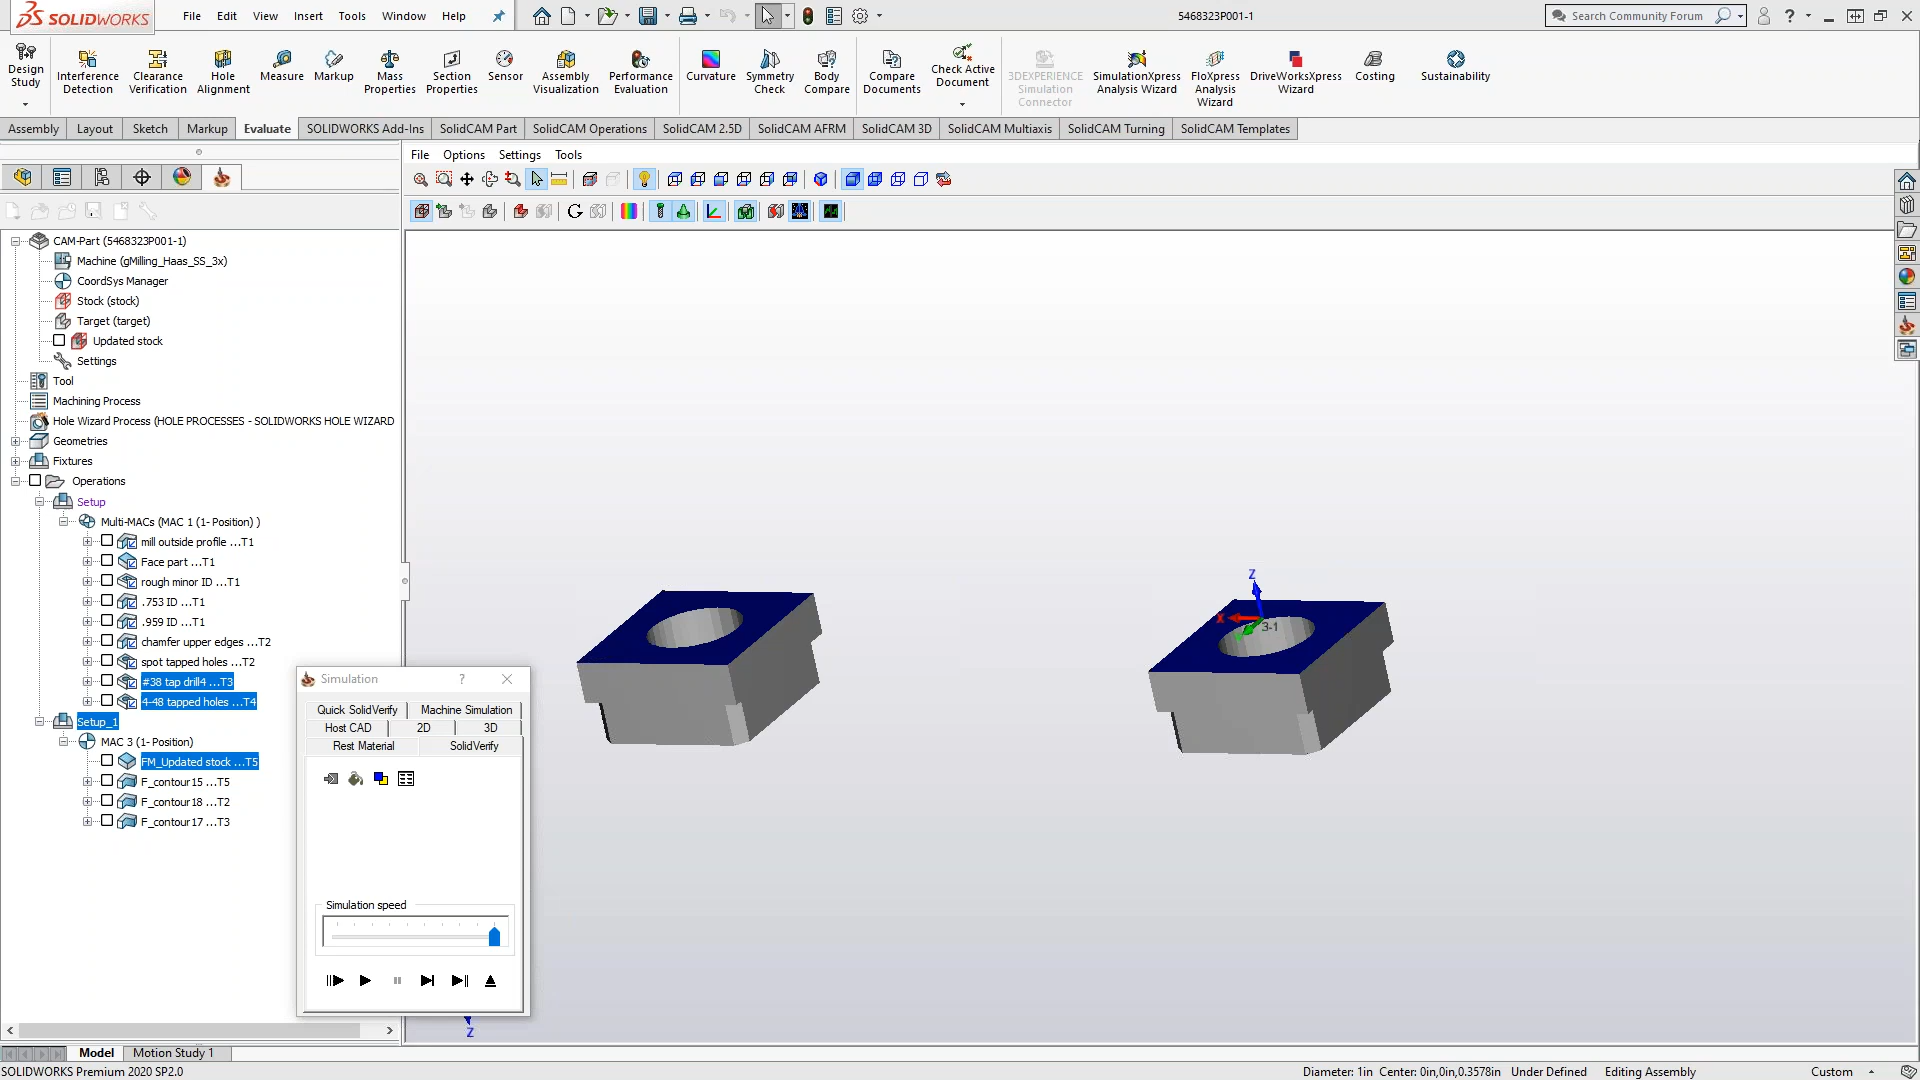 SOLIDWORKS File Edit View Insert Tools Window Help 5468323P001-1 Search Community Forum ?
Design Study
Interference Detection
Clearance Verification
Hole Alignment
Measure
Markup
Mass Properties
Section Properties
Sensor
Assembly Visualization
Performance Evaluation
Curvature
Symmetry Check
Body Compare
Compare Documents
Check Active Document
3DEXPERIENCE Simulation Connector
SimulationXpress Analysis Wizard
FloXpress Analysis Wizard
DriveWorksXpress Wizard
Costing
Sustainability
Assembly Layout Sketch Markup Evaluate SOLIDWORKS Add-Ins SolidCAM Part SolidCAM Operations SolidCAM 2.5D SolidCAM AFRM SolidCAM 3D SolidCAM Multiaxis SolidCAM Turning SolidCAM Templates
File Options Settings Tools
CAM-Part (5468323P001-1)
Machine (gMilling_Haas_SS_3x)
CoordSys Manager
Stock (stock)
Target (target)
Updated stock
Settings
Tool
Machining Process
Hole Wizard Process (HOLE PROCESSES - SOLIDWORKS HOLE WIZARD
Geometries
Fixtures
Operations
Setup
Multi-MACs (MAC 1 (1- Position) )
mill outside profile ...T1
Face part ...T1
rough minor ID ...T1
.753 ID ...T1
.959 ID ...T1
chamfer upper edges ...T2
spot tapped holes ...T2
#38 tap drill4 ...T3
4-48 tapped holes ...T4
Setup_1
MAC 3 (1- Position)
FM_Updated stock ...T5
F_contour15 ...T5
F_contour18 ...T2
F_contour17 ...T3
Simulation ?
Quick SolidVerify Machine Simulation
Host CAD 2D 3D
Rest Material SolidVerify
Simulation speed
Z
X
3-1
Z
Model Motion Study 1
SOLIDWORKS Premium 2020 SP2.0 Diameter: 1in Center: 0in,0in,0.3578in Under Defined Editing Assembly Custom